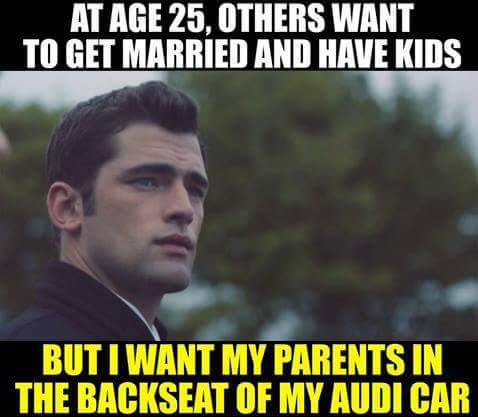 AT AGE 25, OTHERS WANT
TO GET MARRIED AND HAVE KIDS
BUT I WANT MY PARENTS IN
THE BACKSEAT OF MY AUDI CAR